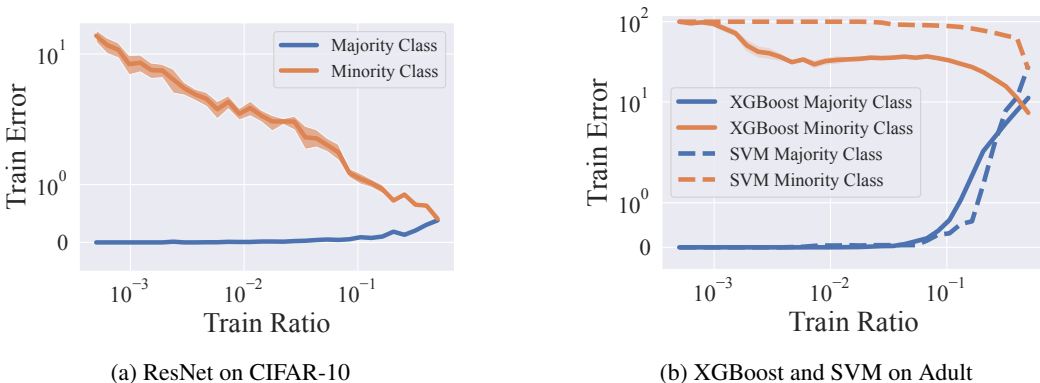 10^1
10^0
0
Train Error
Majority Class
Minority Class
10^-3
10^-2
10^-1
Train Ratio
(a) ResNet on CIFAR-10
10^2
10^1
10^0
0
Train Error
XGBoost Majority Class
XGBoost Minority Class
SVM Majority Class
SVM Minority Class
10^-3
10^-2
10^-1
Train Ratio
(b) XGBoost and SVM on Adult